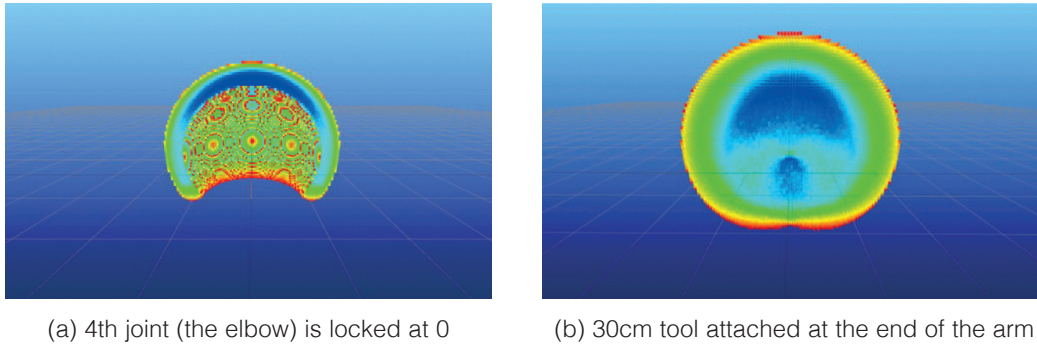 (a) 4th joint (the elbow) is locked at 0
(b) 30cm tool attached at the end of the arm